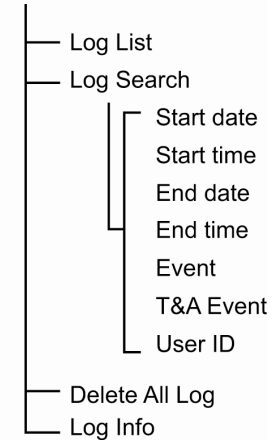 Log List
Log Search
Start date
Start time
End date
End time
Event
T&A Event
User ID
Delete All Log
Log Info